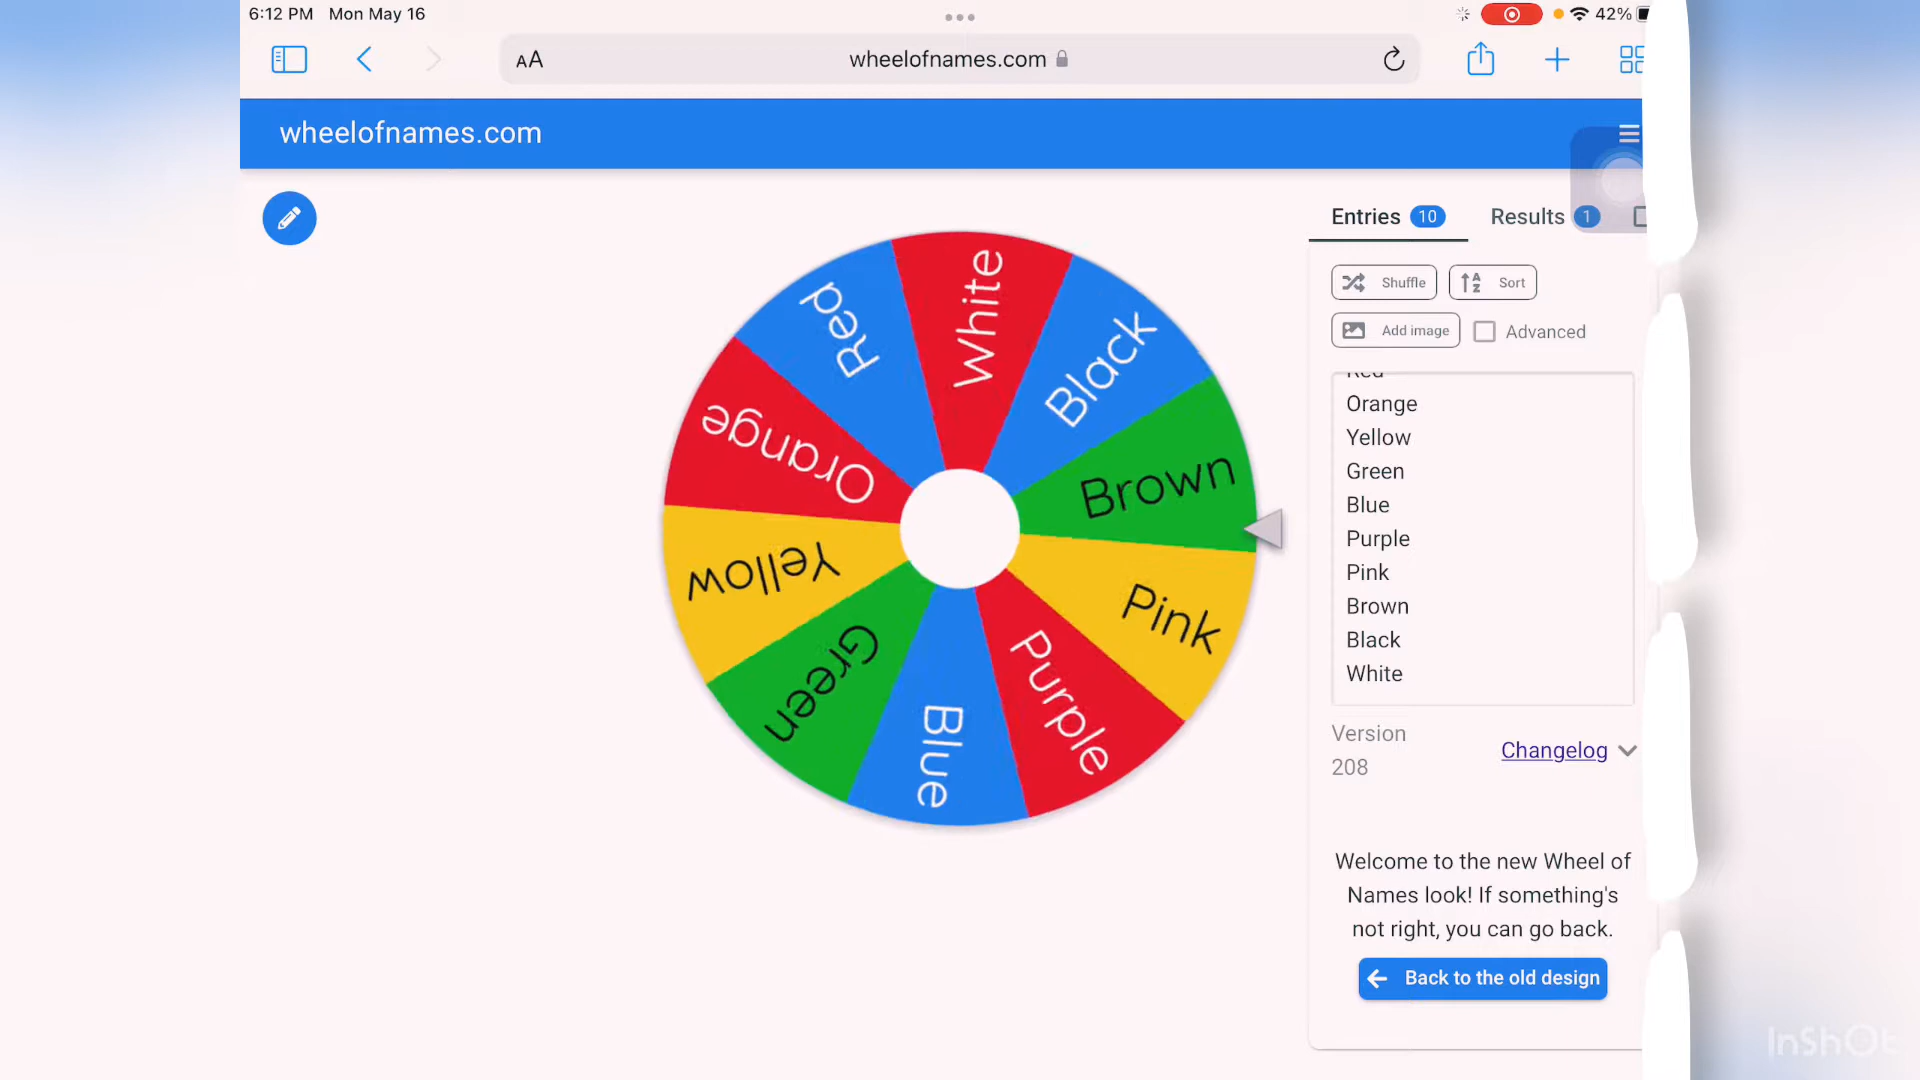 6:12 PM Mon May 16
42%
AA
wheelofnames.com
wheelofnames.com
Entries 10
Results 1
Shuffle
Sort
Add image
Advanced
Red
Orange
Yellow
Green
Blue
Purple
Pink
Brown
Black
White
Version
208
Changelog
Welcome to the new Wheel of
Names look! If something's
not right, you can go back.
Back to the old design
White
Black
Brown
Pink
Purple
Blue
Green
Yellow
Orange
Red
InShOt